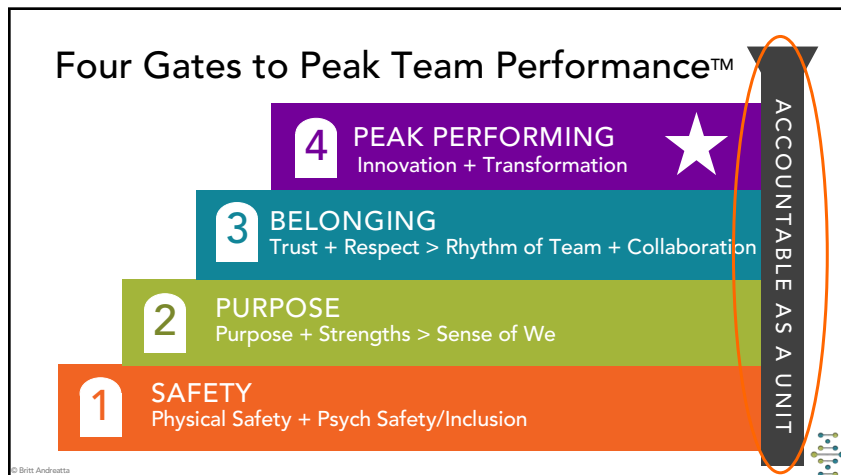 Four Gates to Peak Team Performance™
4
PEAK PERFORMING
Innovation + Transformation
3
BELONGING
Trust + Respect > Rhythm of Team + Collaboration
2
PURPOSE
Purpose + Strengths > Sense of We
1
SAFETY
Physical Safety + Psych Safety/Inclusion
ACCOUNTABLE AS A UNIT
© Britt Andreatta